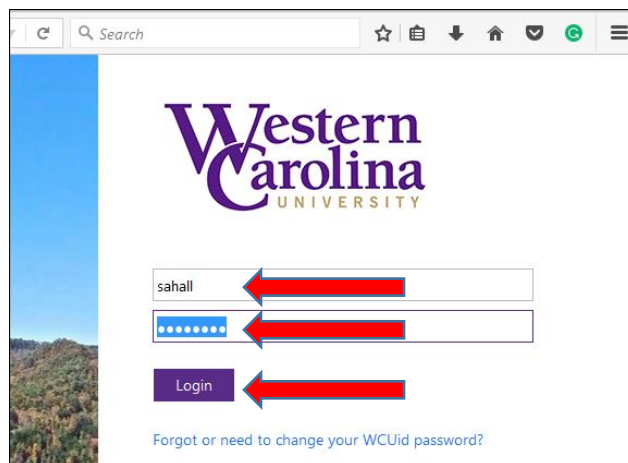 Search
Western
Carolina
UNIVERSITY
sahall
••••••••
Login
Forgot or need to change your WCUid password?